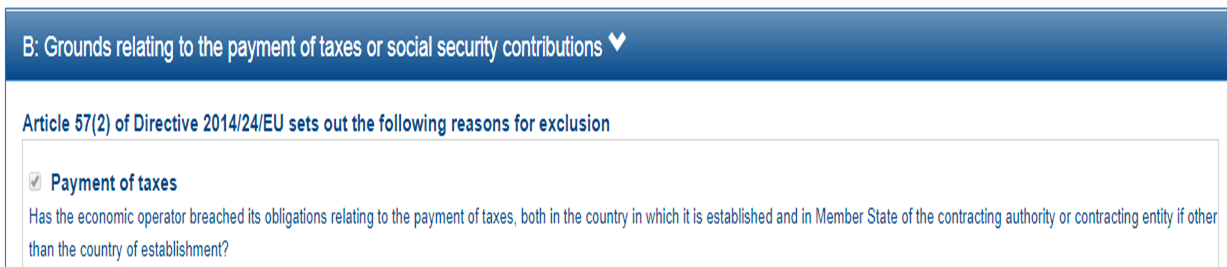 B: Grounds relating to the payment of taxes or social security contributions
Article 57(2) of Directive 2014/24/EU sets out the following reasons for exclusion
Payment of taxes
Has the economic operator breached its obligations relating to the payment of taxes, both in the country in which it is established and in Member State of the contracting authority or contracting entity if other
than the country of establishment?